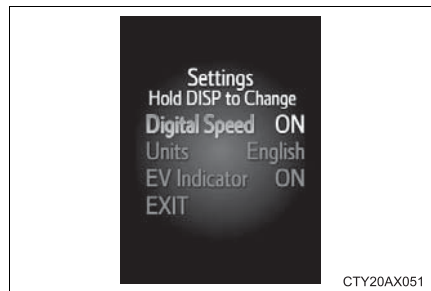 Settings
Hold DISP to Change
Digital Speed ON
Units English
EV Indicator ON
EXIT
CTY20AX051